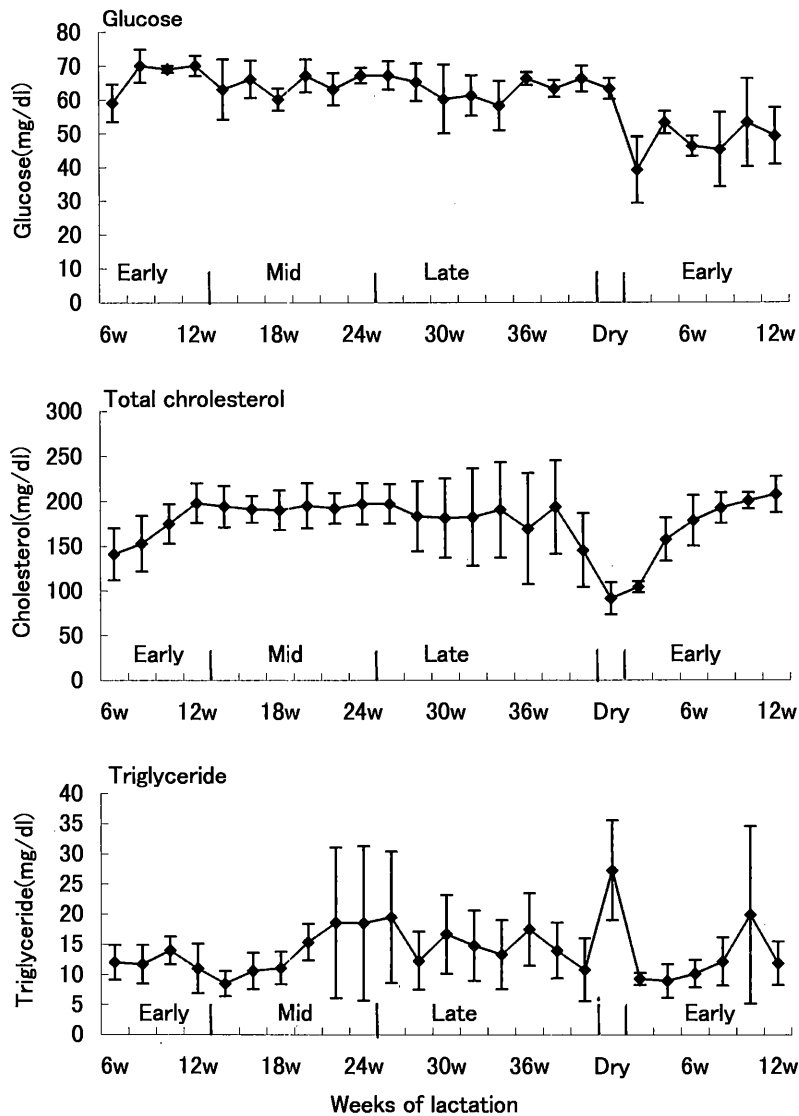 Glucose
Glucose(mg/dl)
80
70
60
50
40
30
20
10
0
Early Mid Late Early
6w 12w 18w 24w 30w 36w Dry 6w 12w
Total chrolesterol
Cholesterol(mg/dl)
300
250
200
150
100
50
0
Early Mid Late Early
6w 12w 18w 24w 30w 36w Dry 6w 12w
Triglyceride
Triglyceride(mg/dl)
40
35
30
25
20
15
10
5
0
Early Mid Late Early
6w 12w 18w 24w 30w 36w Dry 6w 12w
Weeks of lactation